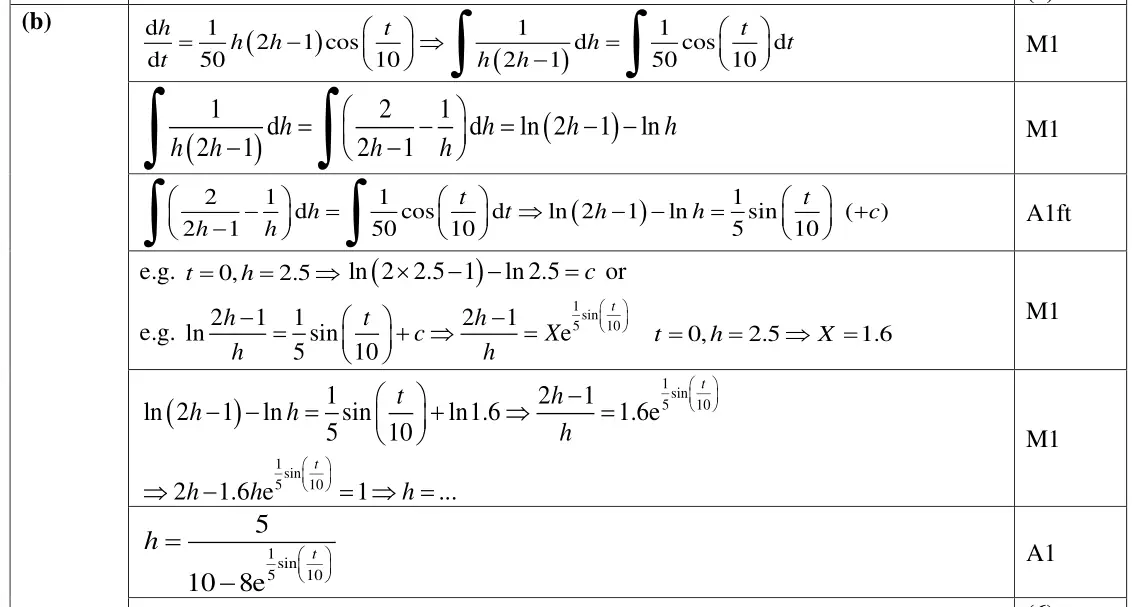 (b)
dh/dt = 1/50 h(2h−1)cos(t/10) ⇒ ∫ 1/(h(2h−1)) dh = ∫ 1/50 cos(t/10) dt
M1
∫ 1/(h(2h−1)) dh = ∫ (2/(2h−1) − 1/h) dh = ln(2h−1) − ln h
M1
∫ (2/(2h−1) − 1/h) dh = ∫ 1/50 cos(t/10) dt ⇒ ln(2h−1) − ln h = 1/5 sin(t/10) (+c)
A1ft
e.g. t = 0, h = 2.5 ⇒ ln(2×2.5−1) − ln 2.5 = c or
e.g. ln (2h−1)/h = 1/5 sin(t/10) + c ⇒ (2h−1)/h = Xe^(1/5 sin(t/10)) t = 0, h = 2.5 ⇒ X = 1.6
M1
ln(2h−1) − ln h = 1/5 sin(t/10) + ln1.6 ⇒ (2h−1)/h = 1.6e^(1/5 sin(t/10))
⇒ 2h − 1.6he^(1/5 sin(t/10)) = 1 ⇒ h = ...
M1
h = 5/(10 − 8e^(1/5 sin(t/10)))
A1